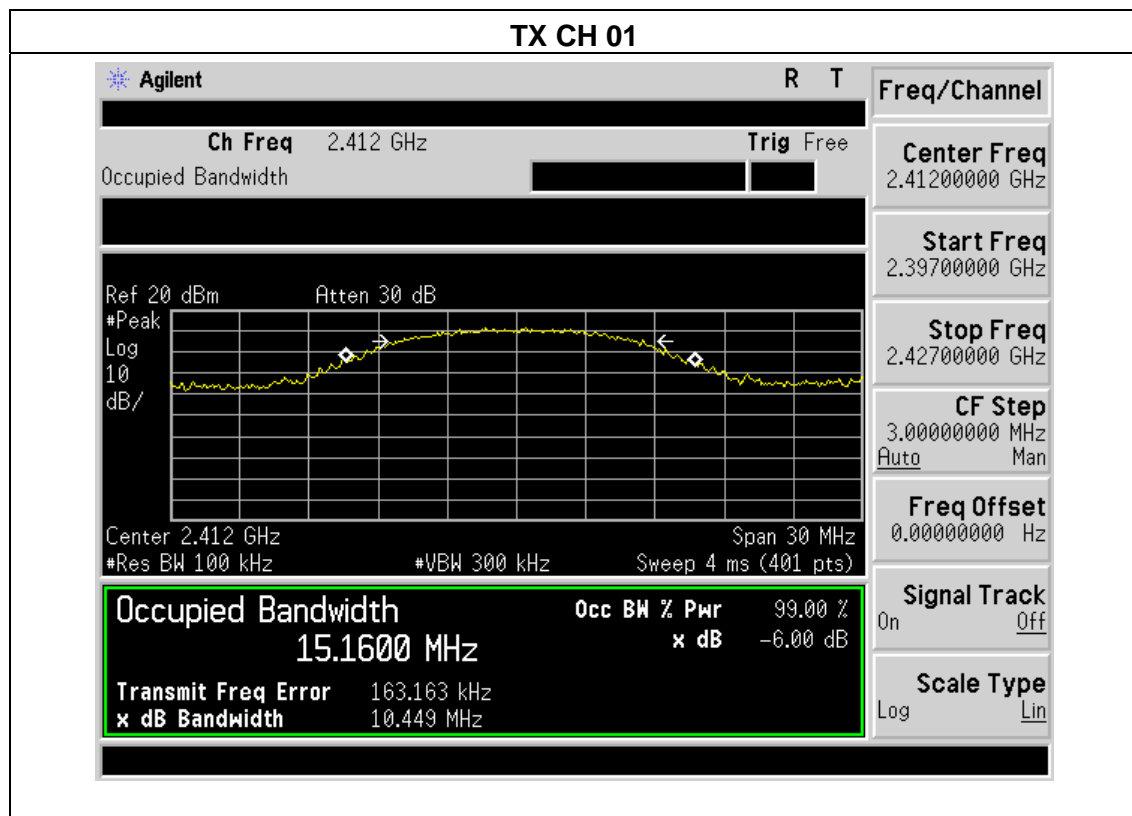 TX CH 01
Agilent R T
Freq/Channel
Ch Freq 2.412 GHz Trig Free
Occupied Bandwidth
Center Freq
2.41200000 GHz
Start Freq
2.39700000 GHz
Ref 20 dBm Atten 30 dB
#Peak
Log
10
dB/
Stop Freq
2.42700000 GHz
CF Step
3.00000000 MHz
Auto Man
Center 2.412 GHz Span 30 MHz
#Res BW 100 kHz #VBW 300 kHz Sweep 4 ms (401 pts)
Freq Offset
0.00000000 Hz
Occupied Bandwidth Occ BW % Pwr 99.00 %
15.1600 MHz x dB -6.00 dB
Transmit Freq Error 163.163 kHz
x dB Bandwidth 10.449 MHz
Signal Track
On Off
Scale Type
Log Lin